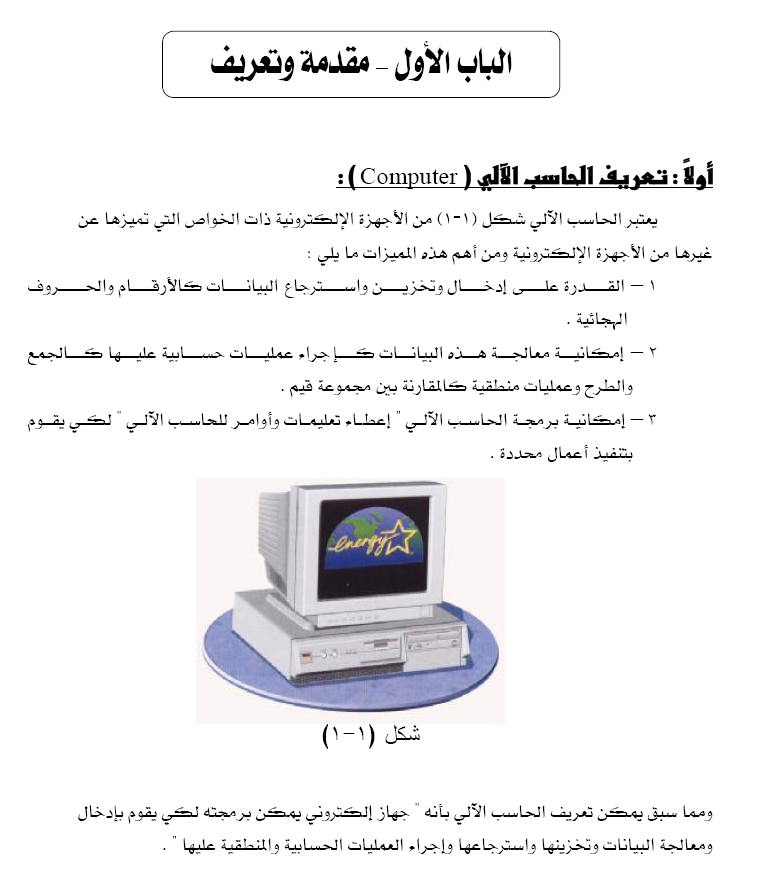 الباب الأول – مقدمة وتعريف
أولاً : تعريف الحاسب الآلي ( Computer ) :
يعتبر الحاسب الآلي شكل (١-١) من الأجهزة الإلكترونية ذات الخواص التي تميزها عن
غيرها من الأجهزة الإلكترونية ومن أهم هذه المميزات ما يلي :
١ – القدرة على إدخال وتخزين واسترجاع البيانات كالأرقام والحروف
الهجائية .
٢ – إمكانية معالجة هذه البيانات كإجراء عمليات حسابية عليها كالجمع
والطرح وعمليات منطقية كالمقارنة بين مجموعة قيم .
٣ – إمكانية برمجة الحاسب الآلي " إعطاء تعليمات وأوامر للحاسب الآلي " لكي يقوم
بتنفيذ أعمال محددة .
energy
شكل (١-١)
ومما سبق يمكن تعريف الحاسب الآلي بأنه " جهاز إلكتروني يمكن برمجته لكي يقوم بإدخال
ومعالجة البيانات وتخزينها واسترجاعها وإجراء العمليات الحسابية والمنطقية عليها " .